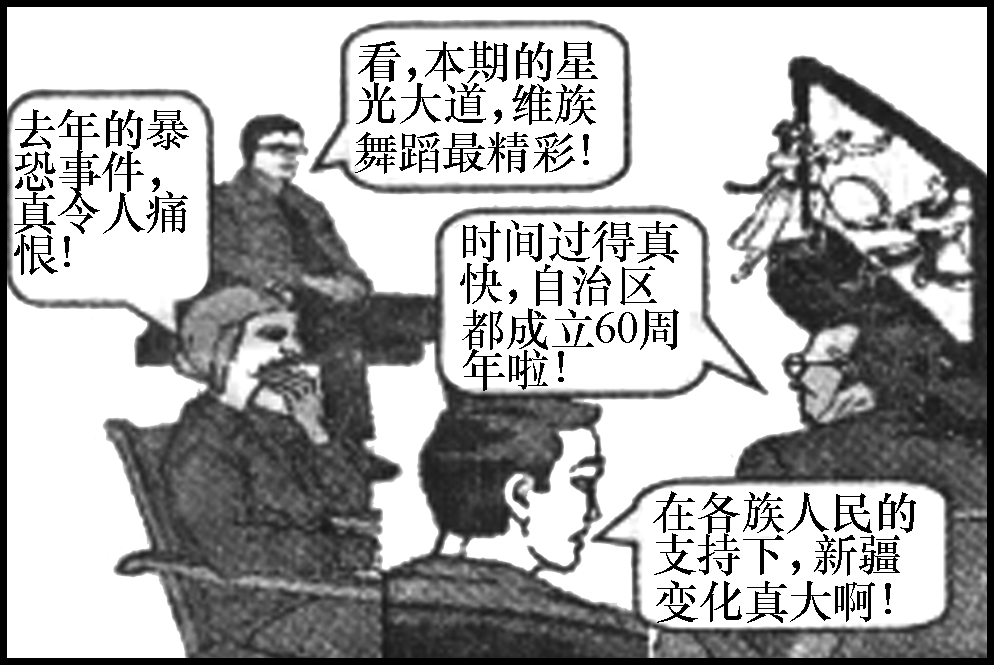 看,本期的星
光大道,维族
舞蹈最精彩!
去年的暴
恐事件,
真令人痛
恨!
时间过得真
快,自治区
都成立60周
年啦!
在各族人民的
支持下,新疆
变化真大啊!